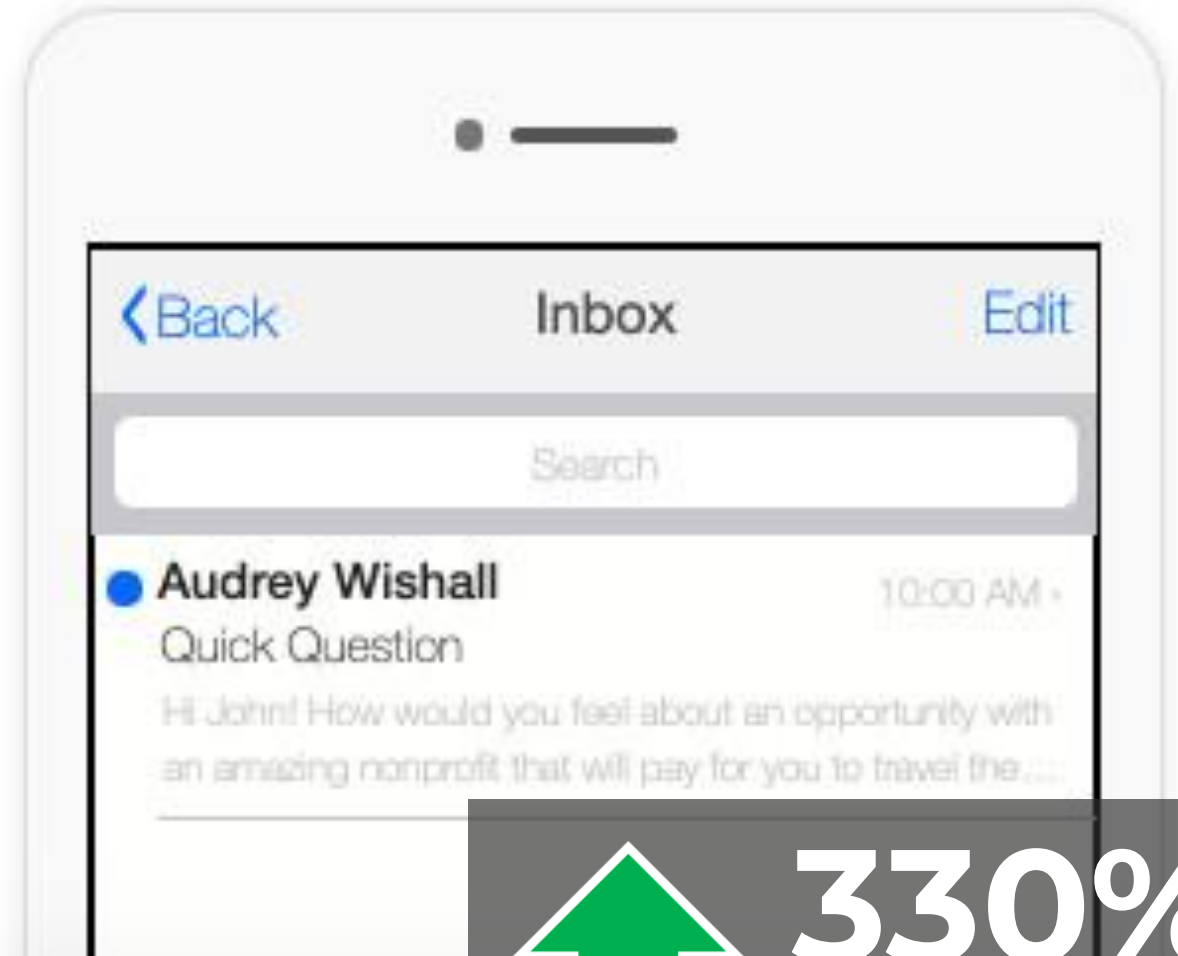 Back Inbox Edit
Search
Audrey Wishall 10:00 AM
Quick Question
Hi John! How would you feel about an opportunity with
an amazing nonprofit that will pay for you to travel the...
330%